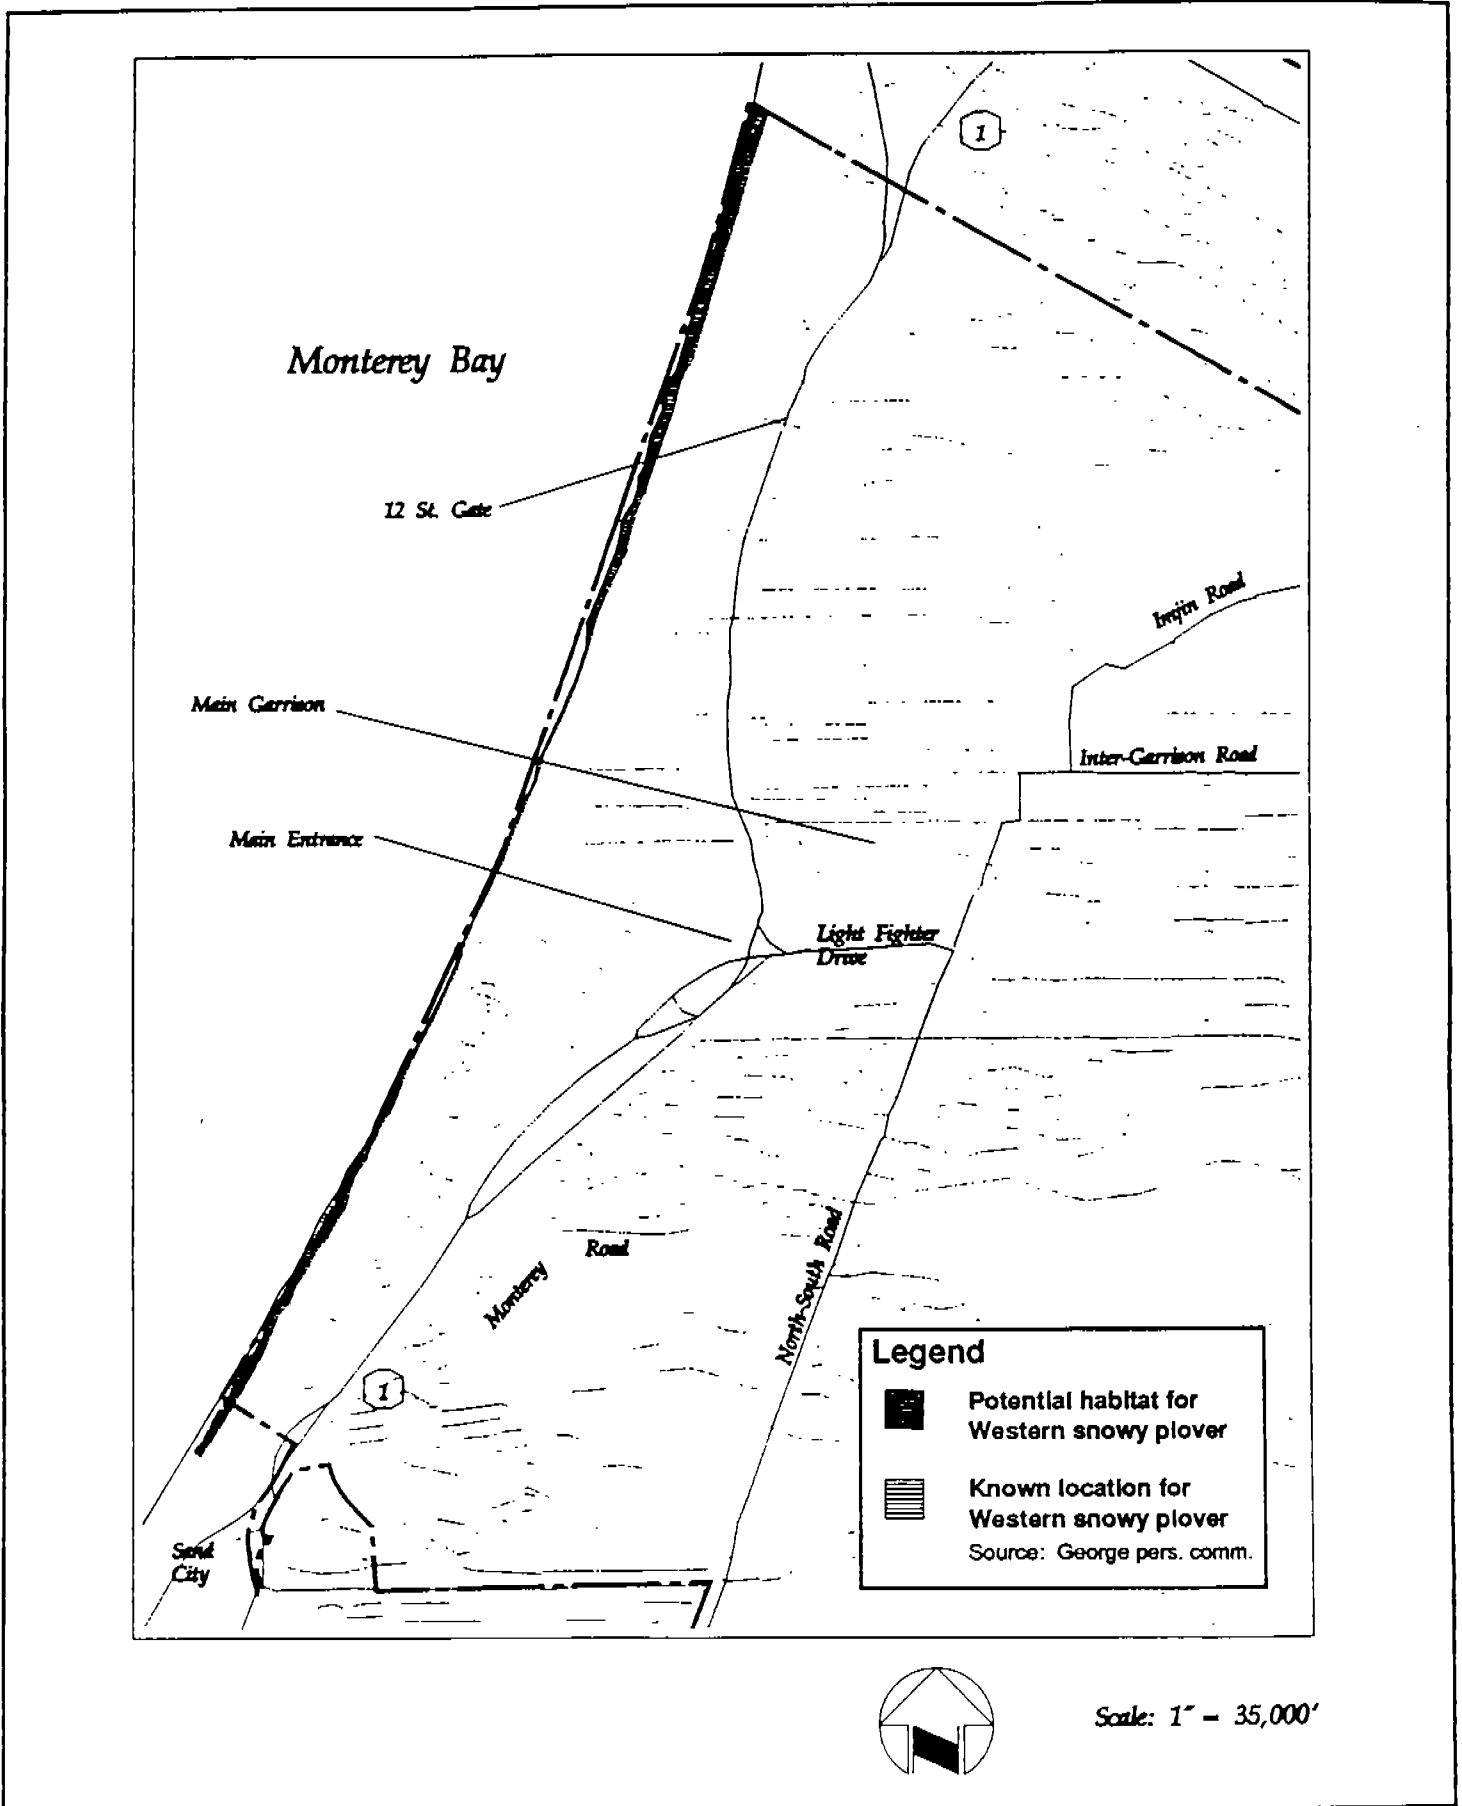 1
Monterey Bay
12 St. Gate
Imjin Road
Main Garrison
Inter-Garrison Road
Main Entrance
Light Fighter
Drive
North-South Road
Road
Monterey
1
Legend
Potential habitat for
Western snowy plover
Known location for
Western snowy plover
Source: George pers. comm.
Sand
City
N
Scale: 1" = 35,000'